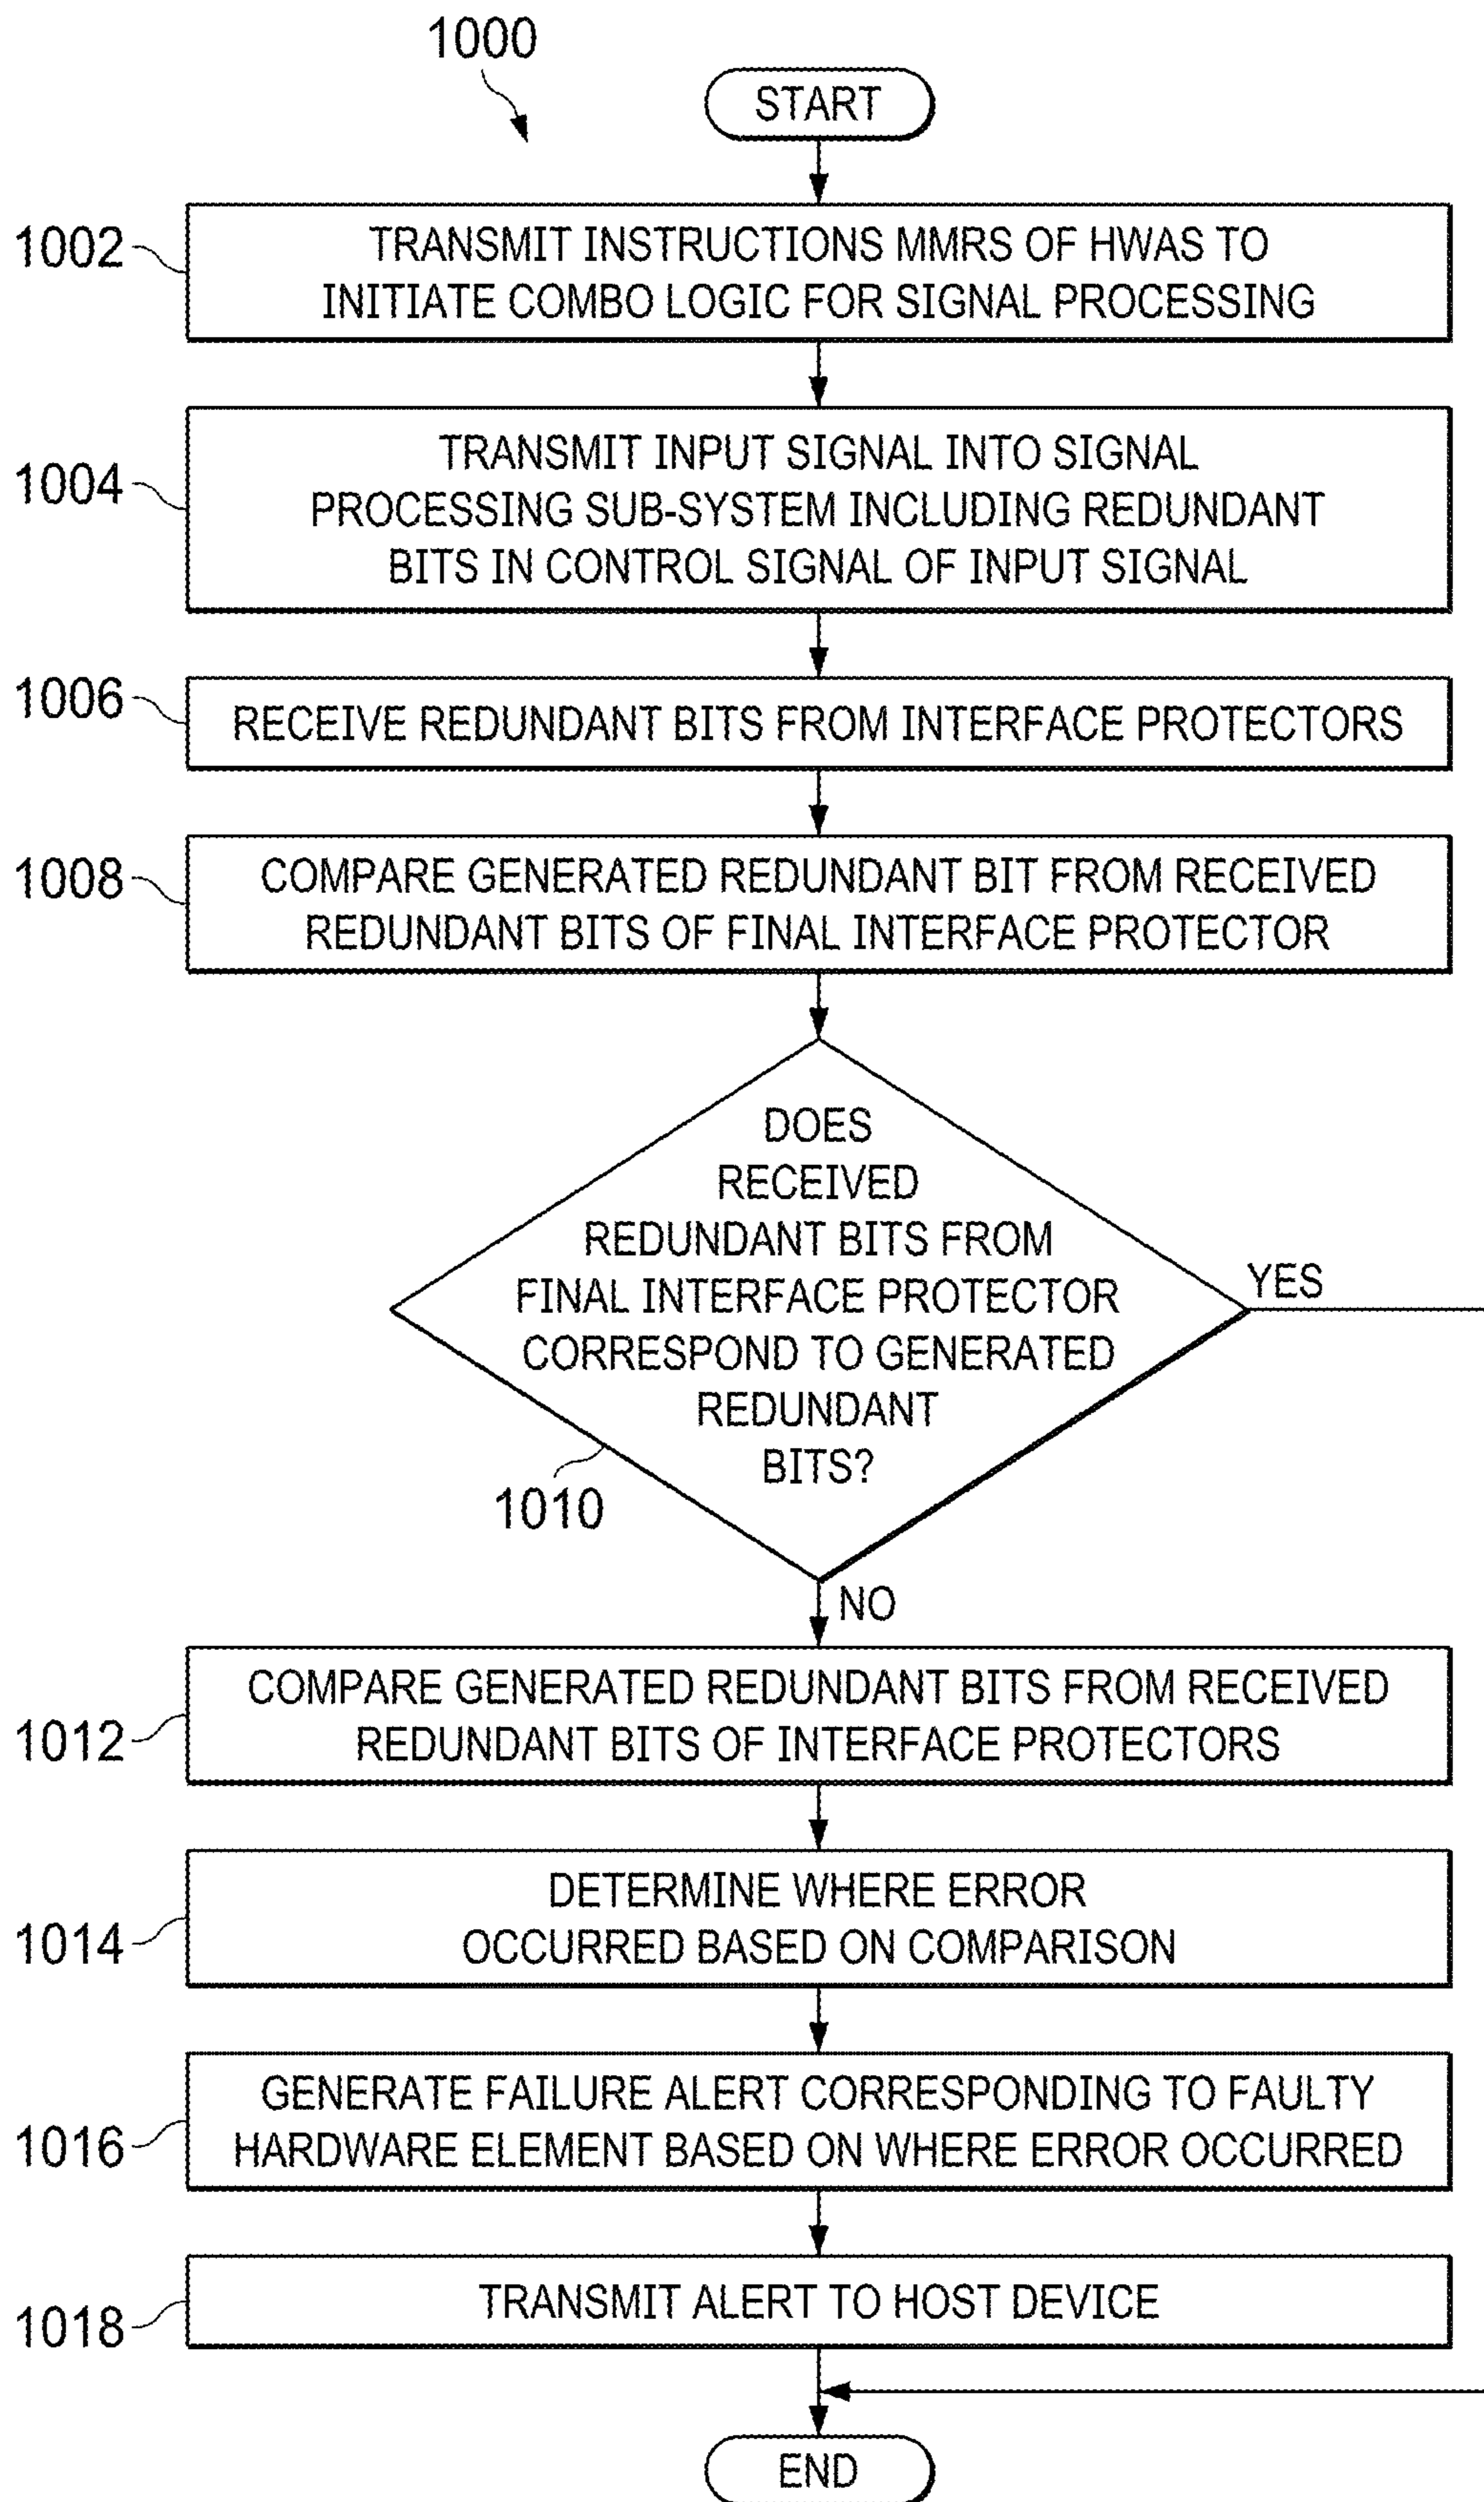 1000
START
1002
TRANSMIT INSTRUCTIONS MMRS OF HWAS TO
INITIATE COMBO LOGIC FOR SIGNAL PROCESSING
1004
TRANSMIT INPUT SIGNAL INTO SIGNAL
PROCESSING SUB-SYSTEM INCLUDING REDUNDANT
BITS IN CONTROL SIGNAL OF INPUT SIGNAL
1006
RECEIVE REDUNDANT BITS FROM INTERFACE PROTECTORS
1008
COMPARE GENERATED REDUNDANT BIT FROM RECEIVED
REDUNDANT BITS OF FINAL INTERFACE PROTECTOR
DOES
RECEIVED
REDUNDANT BITS FROM
FINAL INTERFACE PROTECTOR
CORRESPOND TO GENERATED
REDUNDANT
BITS?
YES
1010
NO
1012
COMPARE GENERATED REDUNDANT BITS FROM RECEIVED
REDUNDANT BITS OF INTERFACE PROTECTORS
1014
DETERMINE WHERE ERROR
OCCURRED BASED ON COMPARISON
1016
GENERATE FAILURE ALERT CORRESPONDING TO FAULTY
HARDWARE ELEMENT BASED ON WHERE ERROR OCCURRED
1018
TRANSMIT ALERT TO HOST DEVICE
END